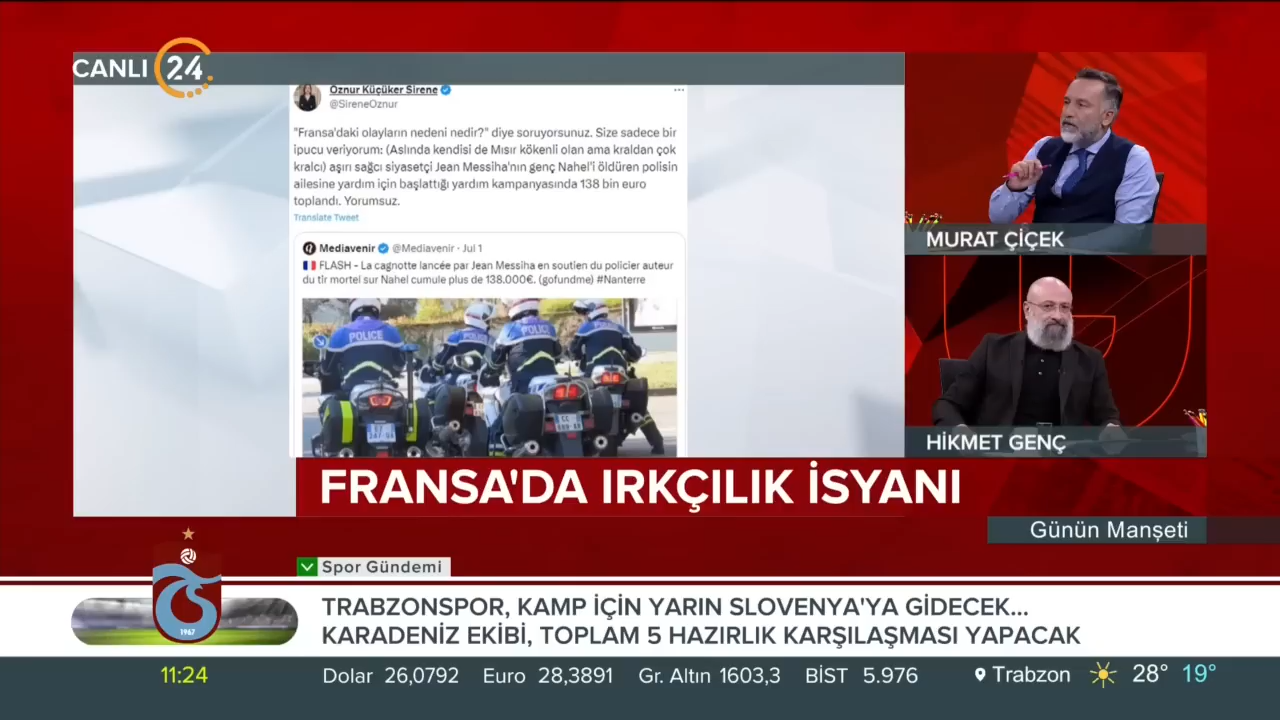 CANLI 24
Öznur Küçüker Sirene
@SireneOznur
"Fransa'daki olayların nedeni nedir?" diye soruyorsunuz. Size sadece bir
ipucu veriyorum: (Aslında kendisi de Mısır kökenli olan ama kraldan çok
kralcı) aşırı sağcı siyasetçi Jean Messiha'nın genç Nahel'i öldüren polisin
ailesine yardım için başlattığı yardım kampanyasında 138 bin euro
toplandı. Yorumsuz.
Translate Tweet
Mediavenir @Mediavenir · Jul 1
FLASH - La cagnotte lancée par Jean Messiha en soutien du policier auteur
du tir mortel sur Nahel cumule plus de 138.000€. (gofundme) #Nanterre
POLICE
POLICE
MURAT ÇİÇEK
HİKMET GENÇ
FRANSA'DA IRKÇILIK İSYANI
Günün Manşeti
Spor Gündemi
1967
TRABZONSPOR, KAMP İÇİN YARIN SLOVENYA'YA GİDECEK...
KARADENİZ EKİBİ, TOPLAM 5 HAZIRLIK KARŞILAŞMASI YAPACAK
11:24
Dolar 26,0792 Euro 28,3891 Gr. Altın 1603,3 BİST 5.976
Trabzon 28° 19°